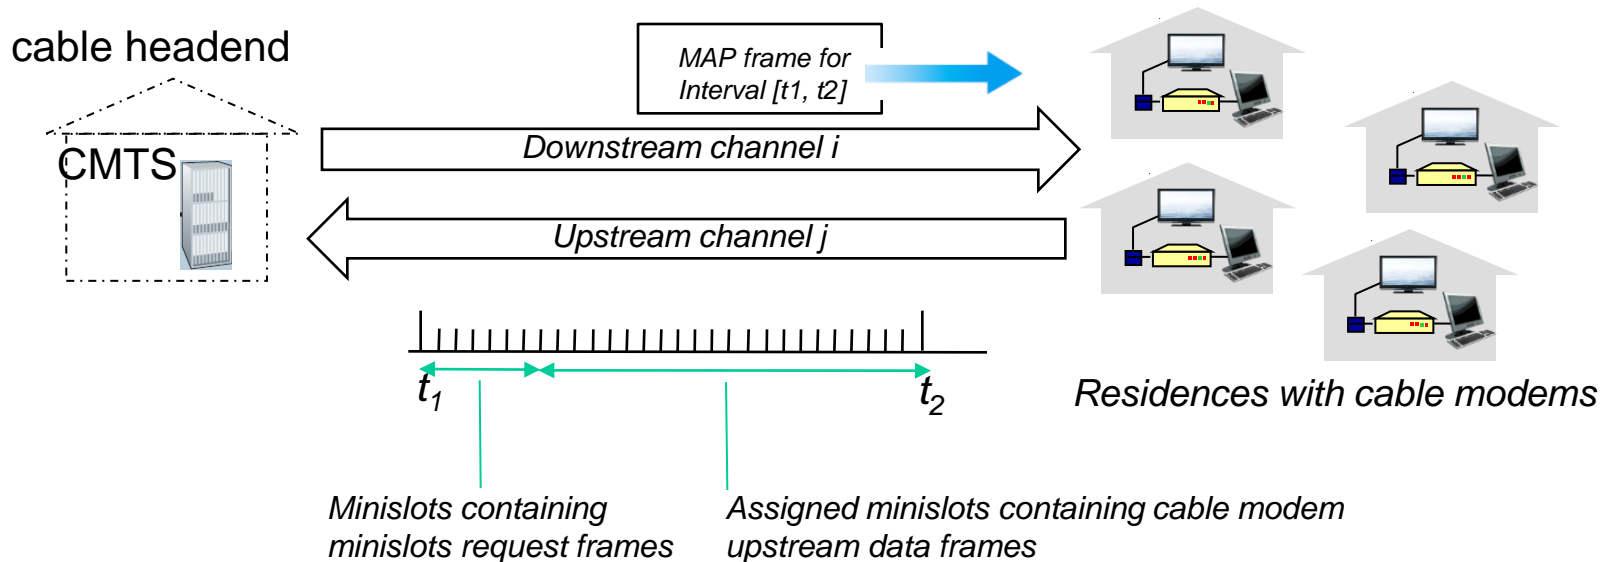 cable headend
MAP frame for
Interval [t1, t2]
CMTS
Downstream channel i
Upstream channel j
t1
t2
Residences with cable modems
Minislots containing
minislots request frames
Assigned minislots containing cable modem
upstream data frames